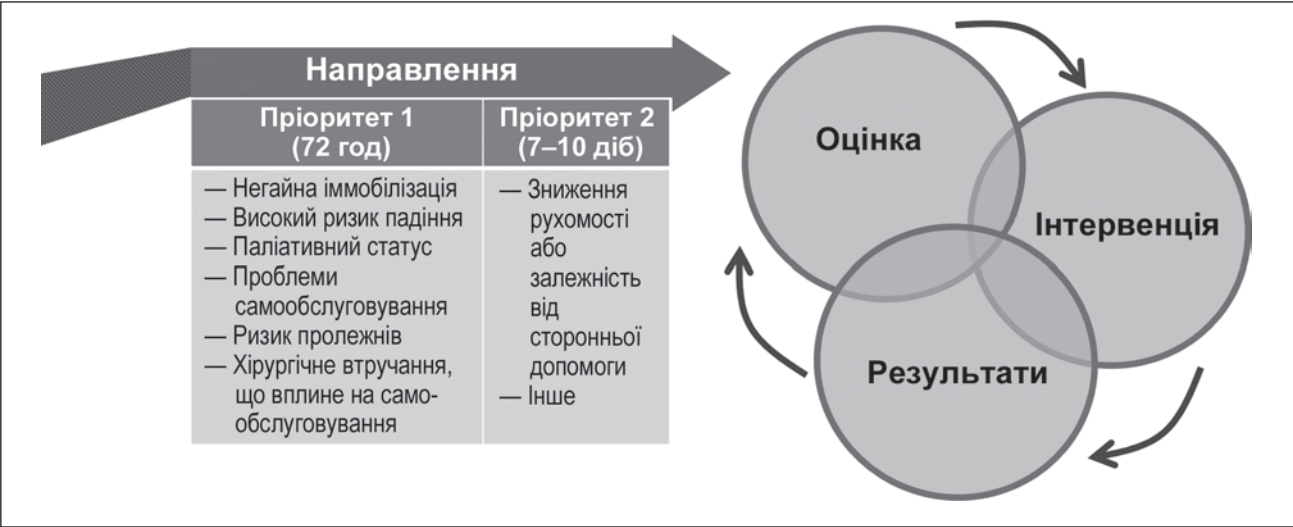 Направлення
Пріоритет 1
(72 год)
— Негайна іммобілізація
— Високий ризик падіння
— Паліативний статус
— Проблеми
самообслуговування
— Ризик пролежнів
— Хірургічне втручання,
що вплине на само-
обслуговування
Пріоритет 2
(7–10 діб)
— Зниження
рухомості
або
залежність
від
сторонньої
допомоги
— Інше
Оцінка
Інтервенція
Результати